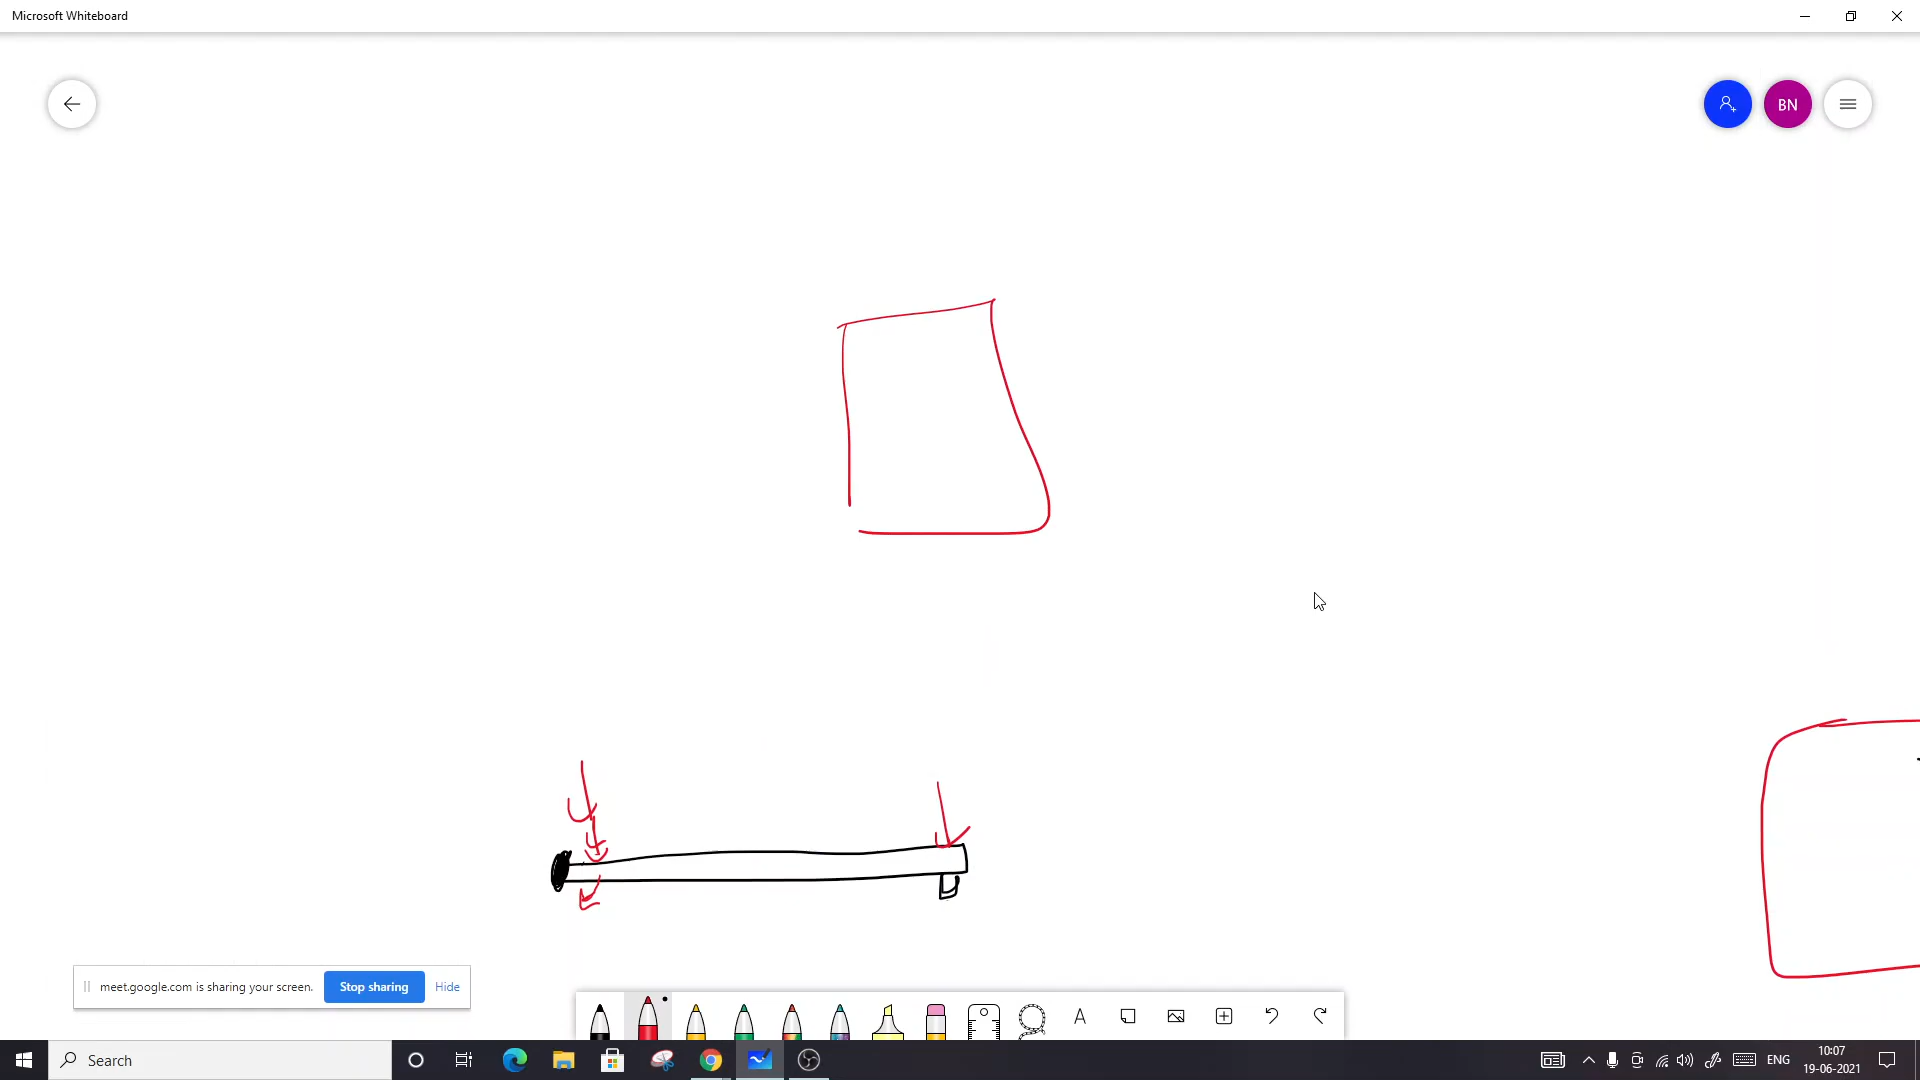 Microsoft Whiteboard
BN
meet.google.com is sharing your screen.
Stop sharing
Hide
A
Search
ENG
10:07
19-06-2021